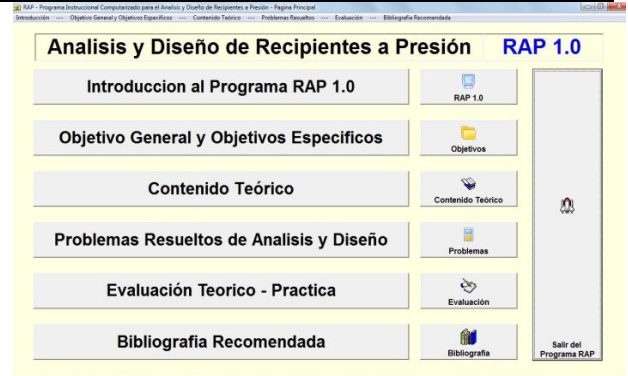 RAP - Programa Instruccional Computarizado para el Analisis y Diseño de Recipientes a Presión - Pagina Principal
Introducción --- Objetivo General y Objetivos Especificos --- Contenido Teórico --- Problemas Resueltos --- Evaluación --- Bibliografia Recomendada
Analisis y Diseño de Recipientes a Presión RAP 1.0
Introduccion al Programa RAP 1.0
RAP 1.0
Objetivo General y Objetivos Especificos
Objetivos
Contenido Teórico
Contenido Teórico
Problemas Resueltos de Analisis y Diseño
Problemas
Evaluación Teorico - Practica
Evaluación
Bibliografia Recomendada
Bibliografia
Salir del
Programa RAP